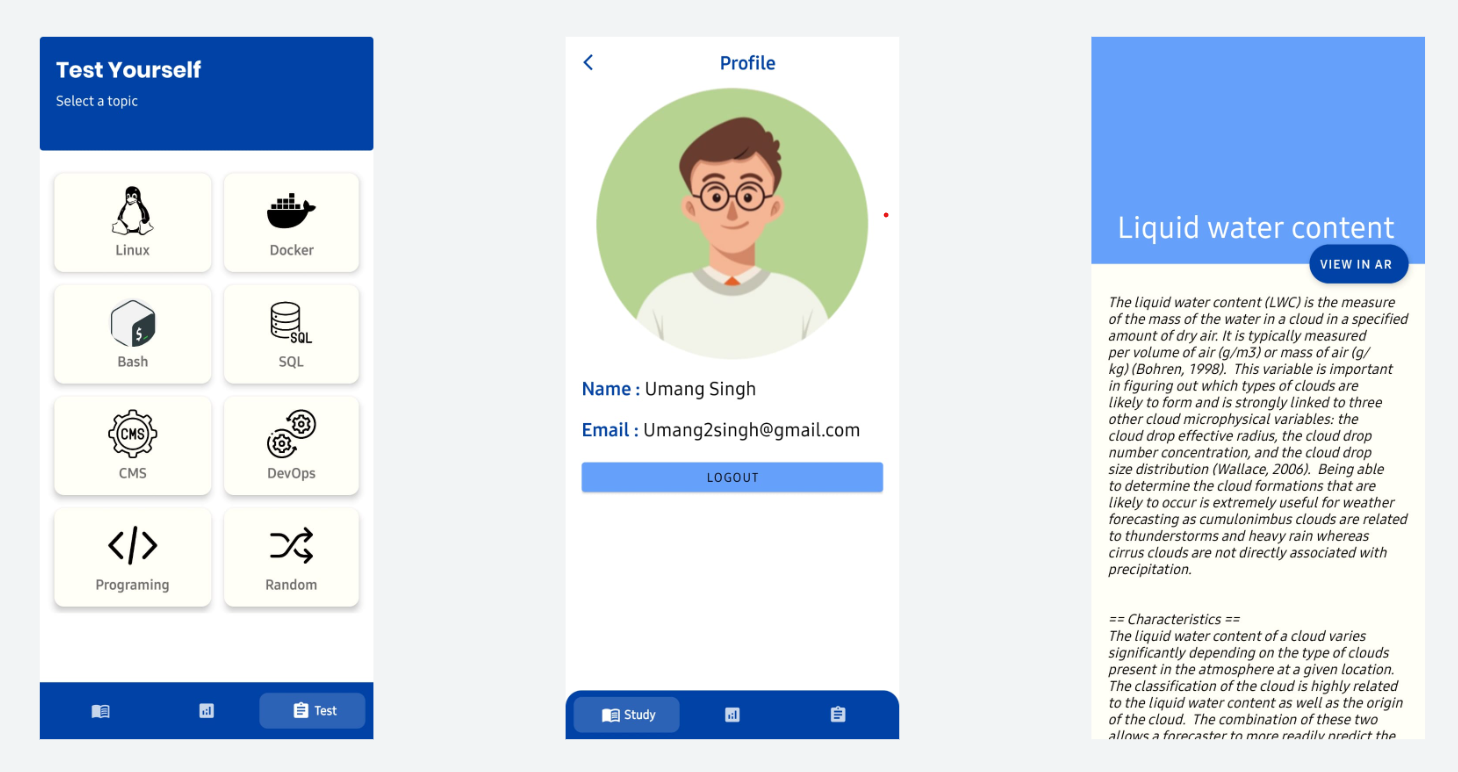 Test Yourself
Select a topic
Linux
Docker
$
Bash
SQL
SQL
CMS
CMS
DevOps
</>
Programing
Random
Test
Profile
Name : Umang Singh
Email : Umang2singh@gmail.com
LOGOUT
Study
Liquid water content
VIEW IN AR
The liquid water content (LWC) is the measure
of the mass of the water in a cloud in a specified
amount of dry air. It is typically measured
per volume of air (g/m3) or mass of air (g/
kg) (Bohren, 1998).  This variable is important
in figuring out which types of clouds are
likely to form and is strongly linked to three
other cloud microphysical variables: the
cloud drop effective radius, the cloud drop
number concentration, and the cloud drop
size distribution (Wallace, 2006).  Being able
to determine the cloud formations that are
likely to occur is extremely useful for weather
forecasting as cumulonimbus clouds are related
to thunderstorms and heavy rain whereas
cirrus clouds are not directly associated with
precipitation.
== Characteristics ==
The liquid water content of a cloud varies
significantly depending on the type of clouds
present in the atmosphere at a given location.
The classification of the cloud is highly related
to the liquid water content as well as the origin
of the cloud.  The combination of these two
allows a forecaster to more readily predict the